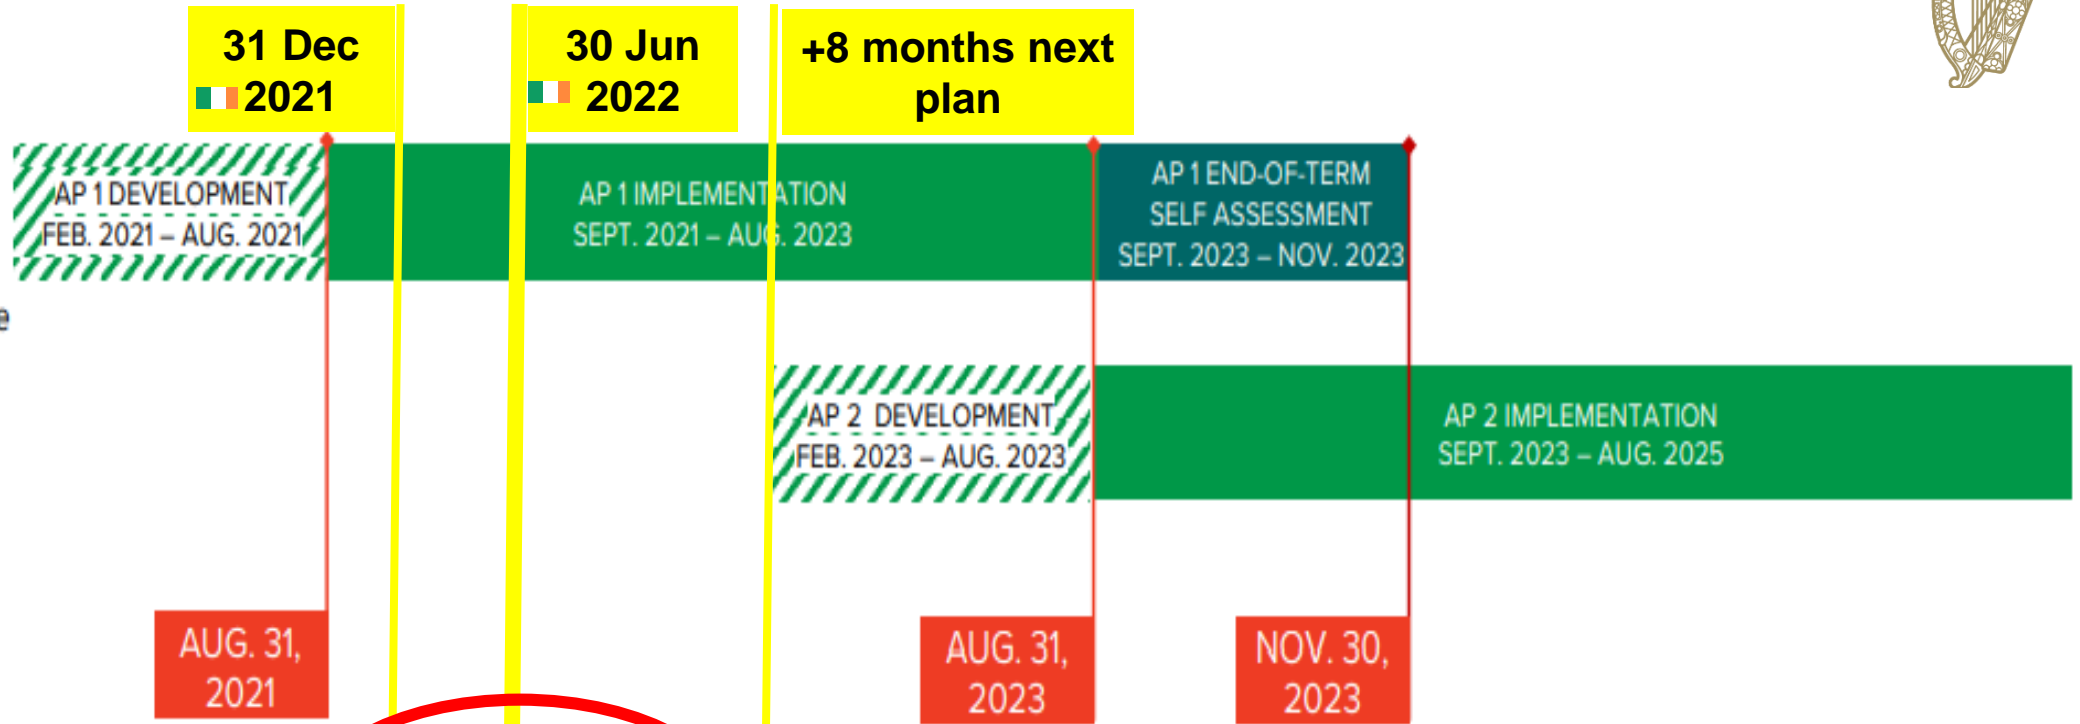 31 Dec
2021
30 Jun
2022
+8 months next
plan
AP 1 DEVELOPMENT
FEB. 2021 – AUG. 2021
AP 1 IMPLEMENTATION
SEPT. 2021 – AUG. 2023
AP 1 END-OF-TERM
SELF ASSESSMENT
SEPT. 2023 – NOV. 2023
e
AP 2 DEVELOPMENT
FEB. 2023 – AUG. 2023
AP 2 IMPLEMENTATION
SEPT. 2023 – AUG. 2025
AUG. 31,
2021
AUG. 31,
2023
NOV. 30,
2023